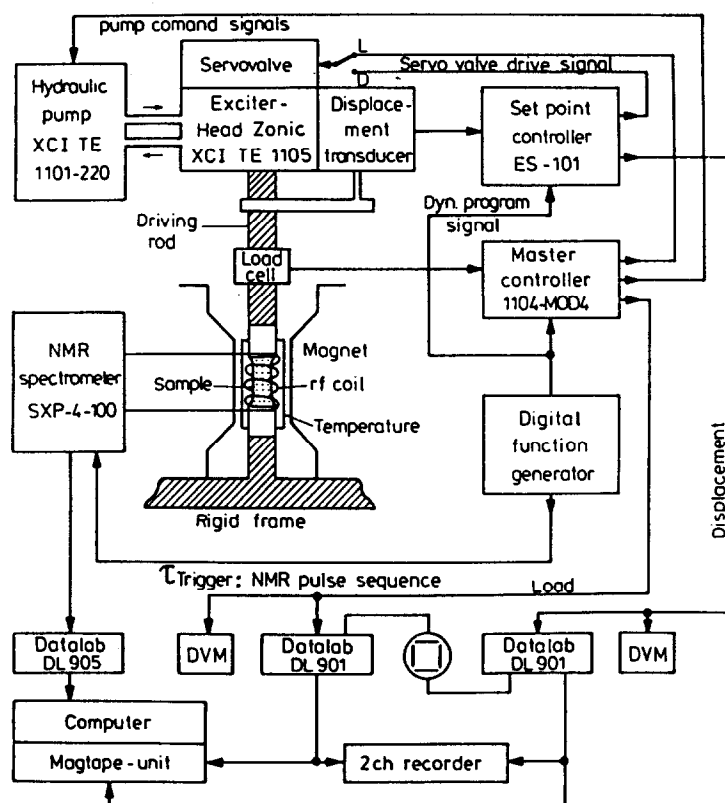 pump comand signals
Servovalve
L
D
Servo valve drive signal
Hydraulic
pump
XCI TE
1101-220
Exciter-
Head Zonic
XCI TE 1105
Displace-
ment
transducer
Set point
controller
ES-101
Driving
rod
Dyn. program
signal
Load
cell
Master
controller
1104-MOD4
NMR
spectrometer
SXP-4-100
Magnet
Sample
rf coil
Temperature
Digital
function
generator
Displacement
Rigid frame
τTrigger: NMR pulse sequence
Load
Datalab
DL 905
DVM
Datalab
DL 901
Datalab
DL 901
DVM
Computer
Magtape-unit
2ch recorder